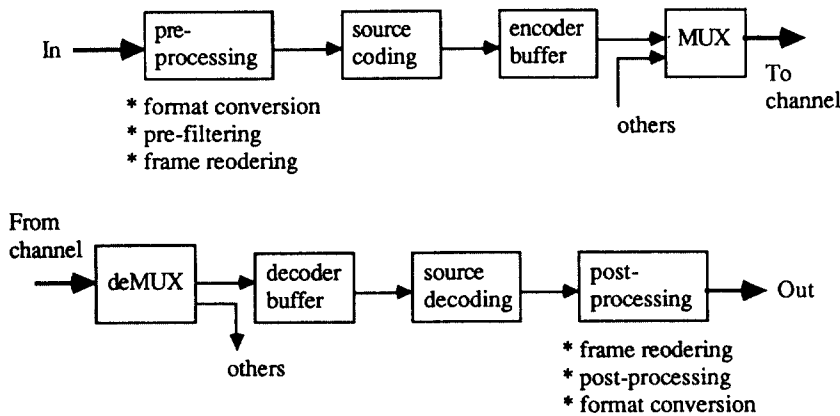 In
pre-
processing
source
coding
encoder
buffer
MUX
To
channel
others
* format conversion
* pre-filtering
* frame reodering
From
channel
deMUX
decoder
buffer
source
decoding
post-
processing
Out
others
* frame reodering
* post-processing
* format conversion